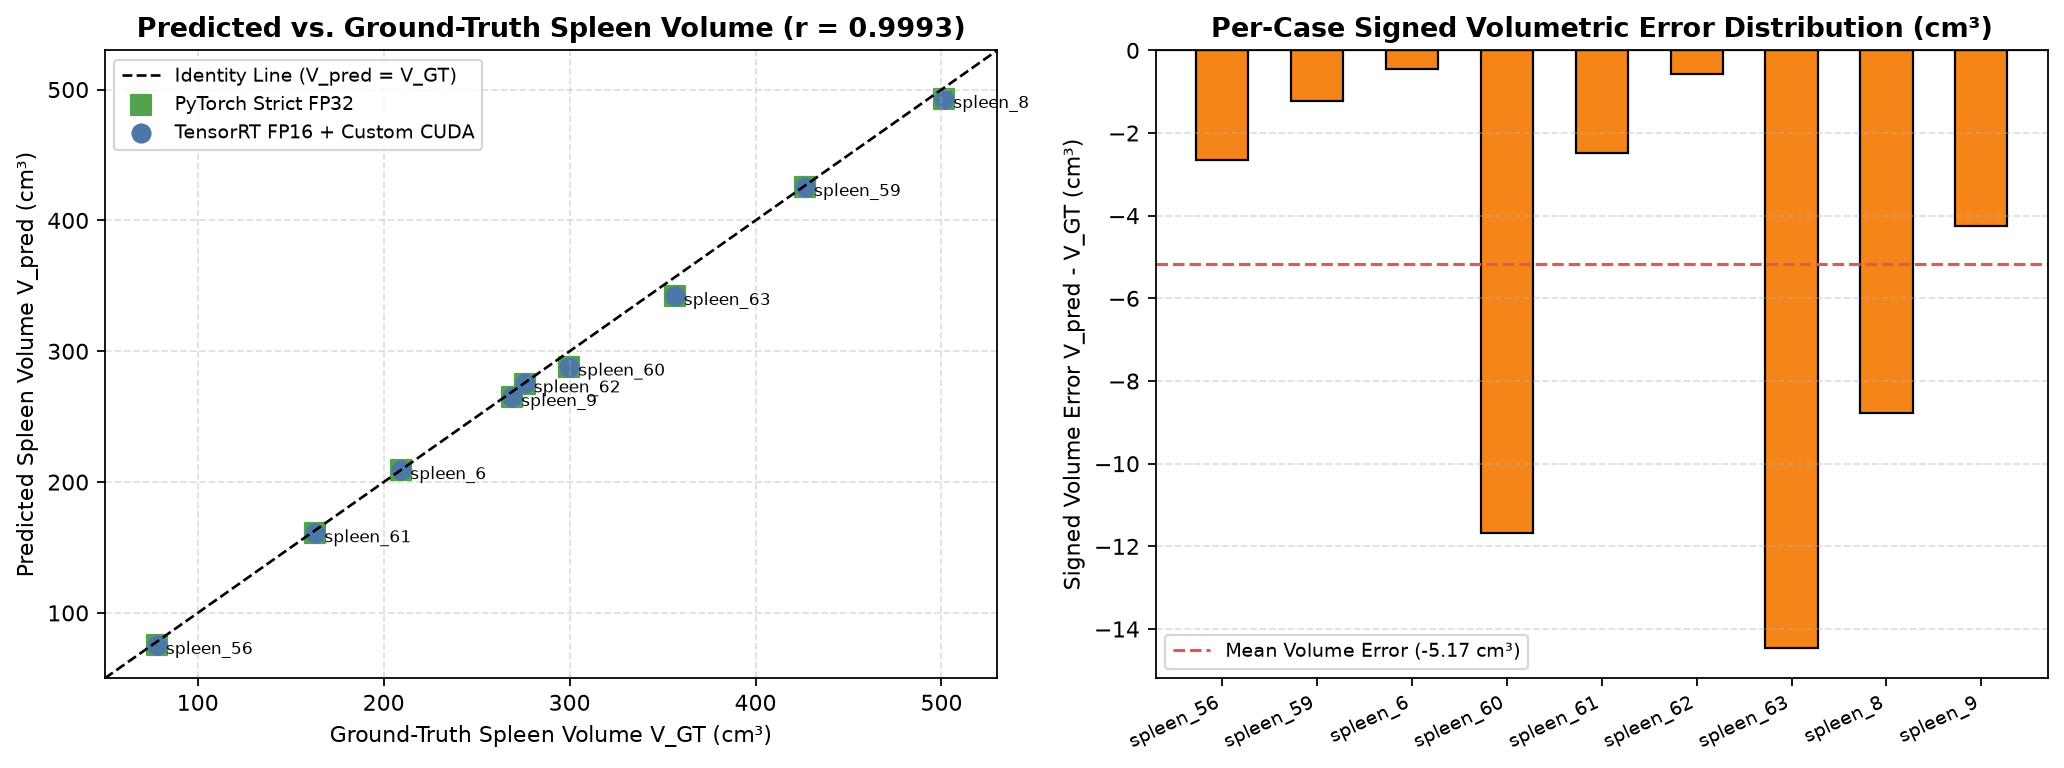 Predicted vs. Ground-Truth Spleen Volume (r = 0.9993)
Identity Line (V_pred = V_GT)
PyTorch Strict FP32
TensorRT FP16 + Custom CUDA
Predicted Spleen Volume V_pred (cm³)
500
400
300
200
100
spleen_8
spleen_59
spleen_63
spleen_60
spleen_62
spleen_9
spleen_6
spleen_61
spleen_56
100
200
300
400
500
Ground-Truth Spleen Volume V_GT (cm³)
Per-Case Signed Volumetric Error Distribution (cm³)
Signed Volume Error V_pred - V_GT (cm³)
0
−2
−4
−6
−8
−10
−12
−14
Mean Volume Error (-5.17 cm³)
spleen_56
spleen_59
spleen_6
spleen_60
spleen_61
spleen_62
spleen_63
spleen_8
spleen_9